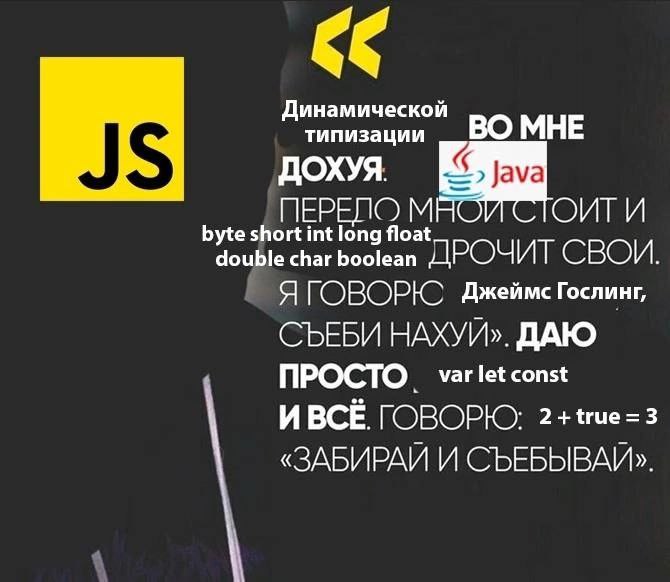 JS
Динамической
типизации ВО МНЕ
ДОХУЯ. Java
ПЕРЕДО МНОЙ СТОИТ И
byte short int long float
double char boolean ДРОЧИТ СВОИ.
Я ГОВОРЮ Джеймс Гослинг,
СЪЕБИ НАХУЙ». ДАЮ
ПРОСТО var let const
И ВСЁ. ГОВОРЮ: 2 + true = 3
«ЗАБИРАЙ И СЪЕБЫВАЙ».